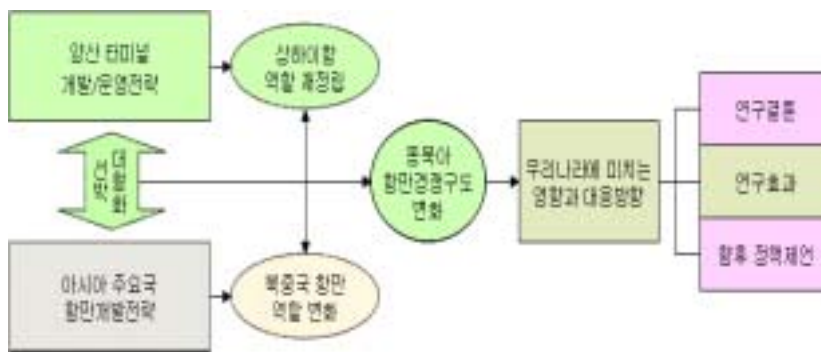 양산 터미널
개발/운영전략
상하이항
역할 재정립
선박
대형화
동북아
항만경쟁구도
변화
우리나라에 미치는
영향과 대응방향
연구결론
연구효과
향후 정책제언
아시아 주요국
항만개발전략
북중국 항만
역할 변화